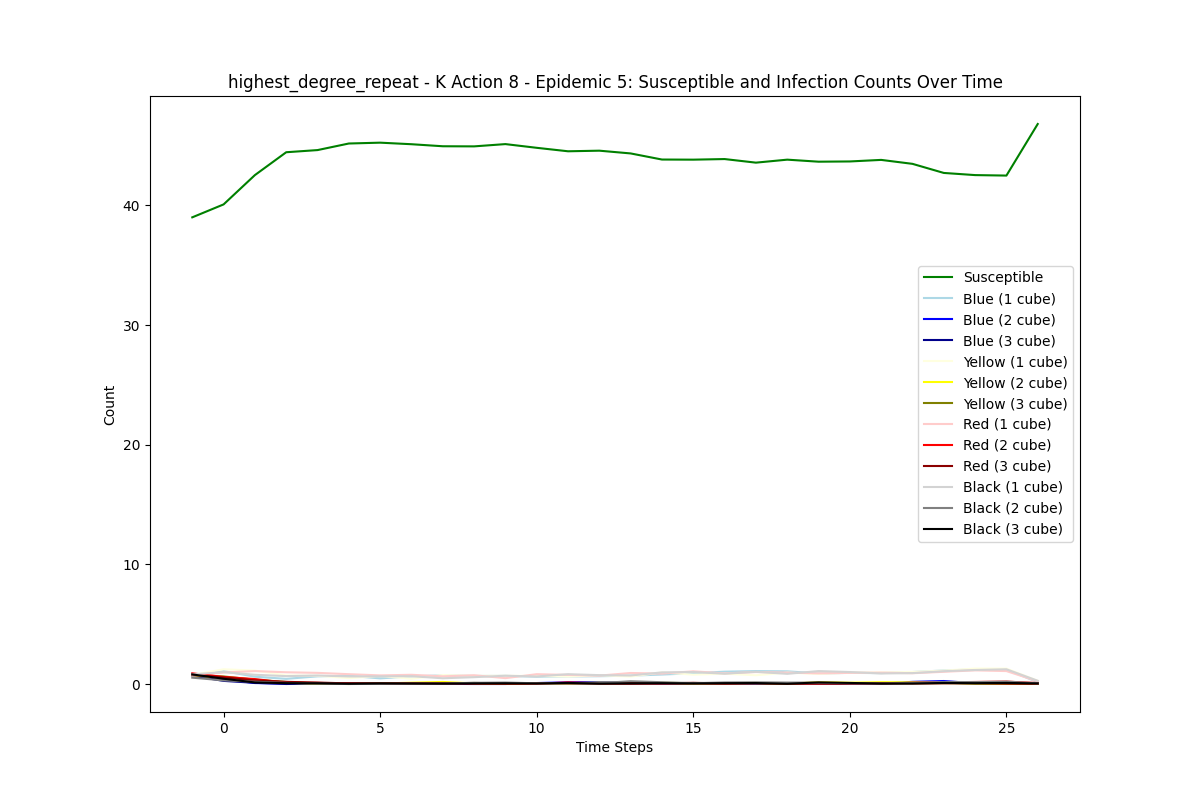 highest_degree_repeat - K Action 8 - Epidemic 5: Susceptible and Infection Counts Over Time
Count
40
30
20
10
0
Susceptible
Blue (1 cube)
Blue (2 cube)
Blue (3 cube)
Yellow (1 cube)
Yellow (2 cube)
Yellow (3 cube)
Red (1 cube)
Red (2 cube)
Red (3 cube)
Black (1 cube)
Black (2 cube)
Black (3 cube)
0 5 10 15 20 25
Time Steps